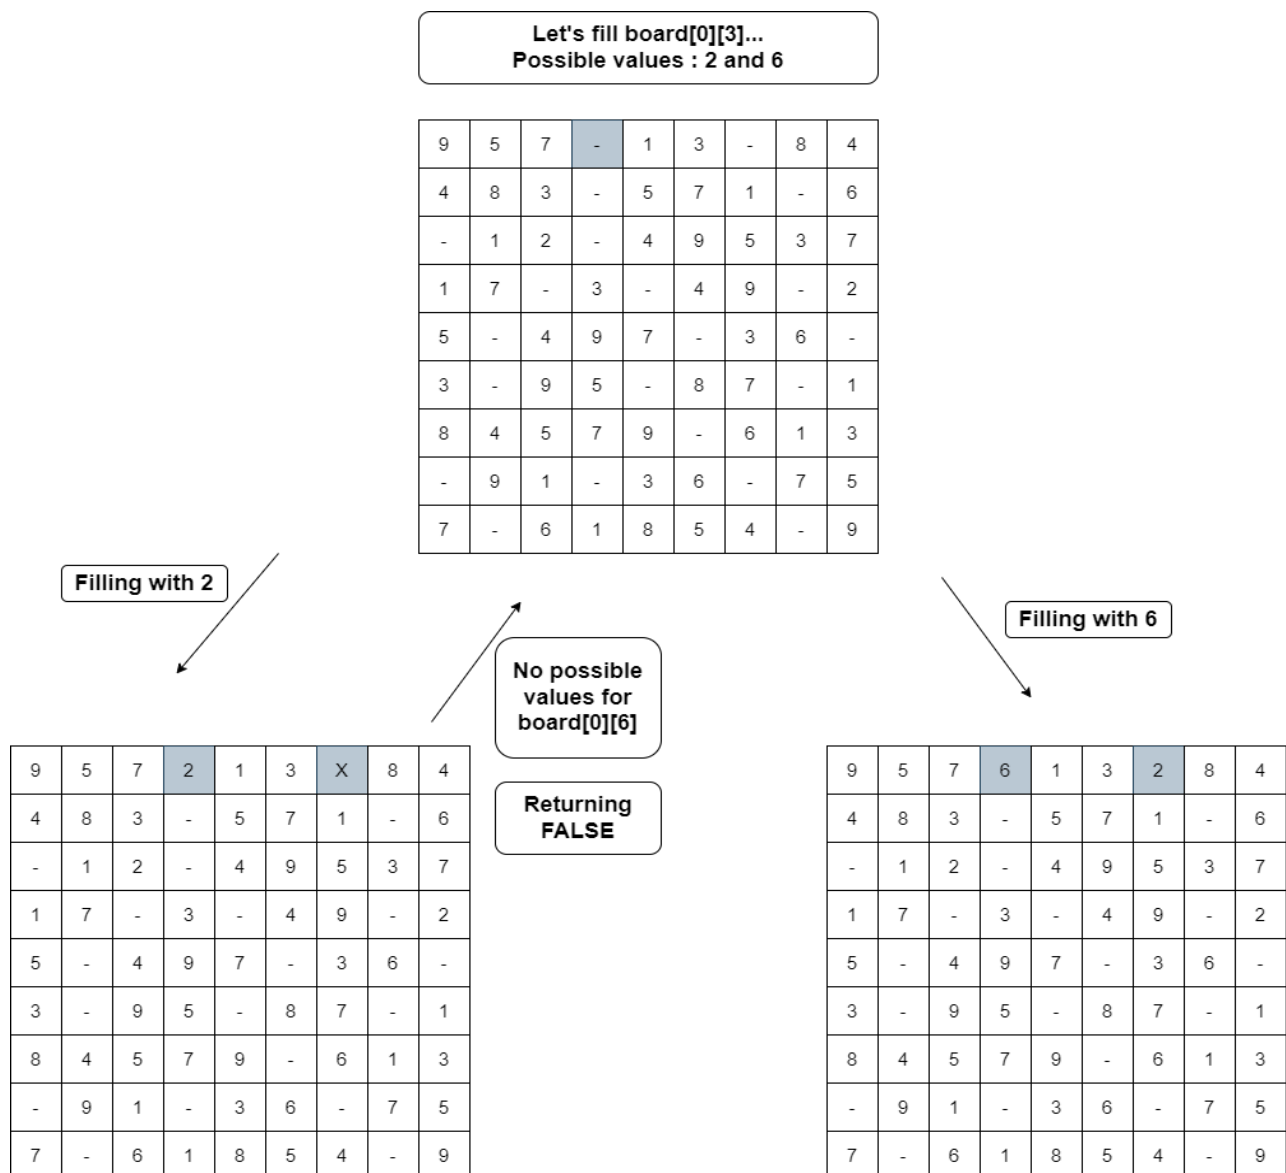 Let's fill board[0][3]...
Possible values : 2 and 6
9 5 7 - 1 3 - 8 4
4 8 3 - 5 7 1 - 6
- 1 2 - 4 9 5 3 7
1 7 - 3 - 4 9 - 2
5 - 4 9 7 - 3 6 -
3 - 9 5 - 8 7 - 1
8 4 5 7 9 - 6 1 3
- 9 1 - 3 6 - 7 5
7 - 6 1 8 5 4 - 9
Filling with 2
No possible
values for
board[0][6]
Returning
FALSE
Filling with 6
9 5 7 2 1 3 X 8 4
4 8 3 - 5 7 1 - 6
- 1 2 - 4 9 5 3 7
1 7 - 3 - 4 9 - 2
5 - 4 9 7 - 3 6 -
3 - 9 5 - 8 7 - 1
8 4 5 7 9 - 6 1 3
- 9 1 - 3 6 - 7 5
7 - 6 1 8 5 4 - 9
9 5 7 6 1 3 2 8 4
4 8 3 - 5 7 1 - 6
- 1 2 - 4 9 5 3 7
1 7 - 3 - 4 9 - 2
5 - 4 9 7 - 3 6 -
3 - 9 5 - 8 7 - 1
8 4 5 7 9 - 6 1 3
- 9 1 - 3 6 - 7 5
7 - 6 1 8 5 4 - 9